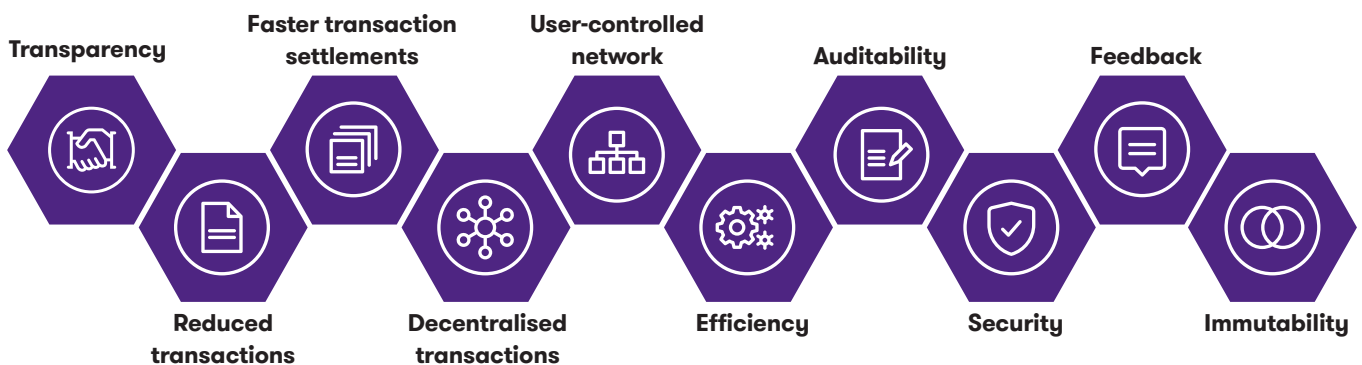 Transparency
Reduced
transactions
Faster transaction
settlements
Decentralised
transactions
User-controlled
network
Efficiency
Auditability
Security
Feedback
Immutability